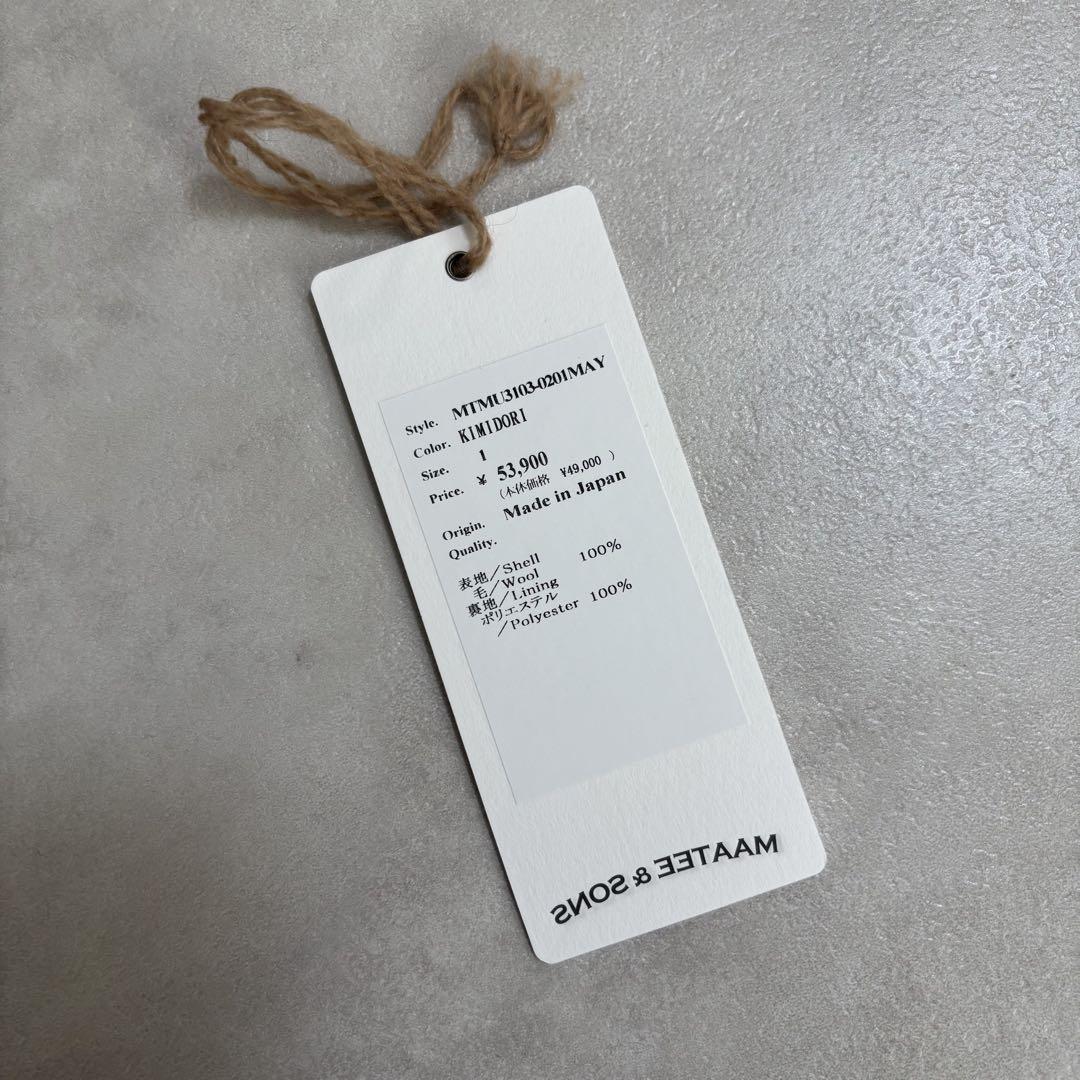 Style. MTMU3103-0201MAY
Color. KIMIDORI
Size. 1
Price. ¥ 53,900
(本体価格 ¥49,000 )
Origin. Made in Japan
Quality.
表地/Shell
毛/Wool 100%
裏地/Lining
ポリエステル
/Polyester 100%
MAATEE & SONS